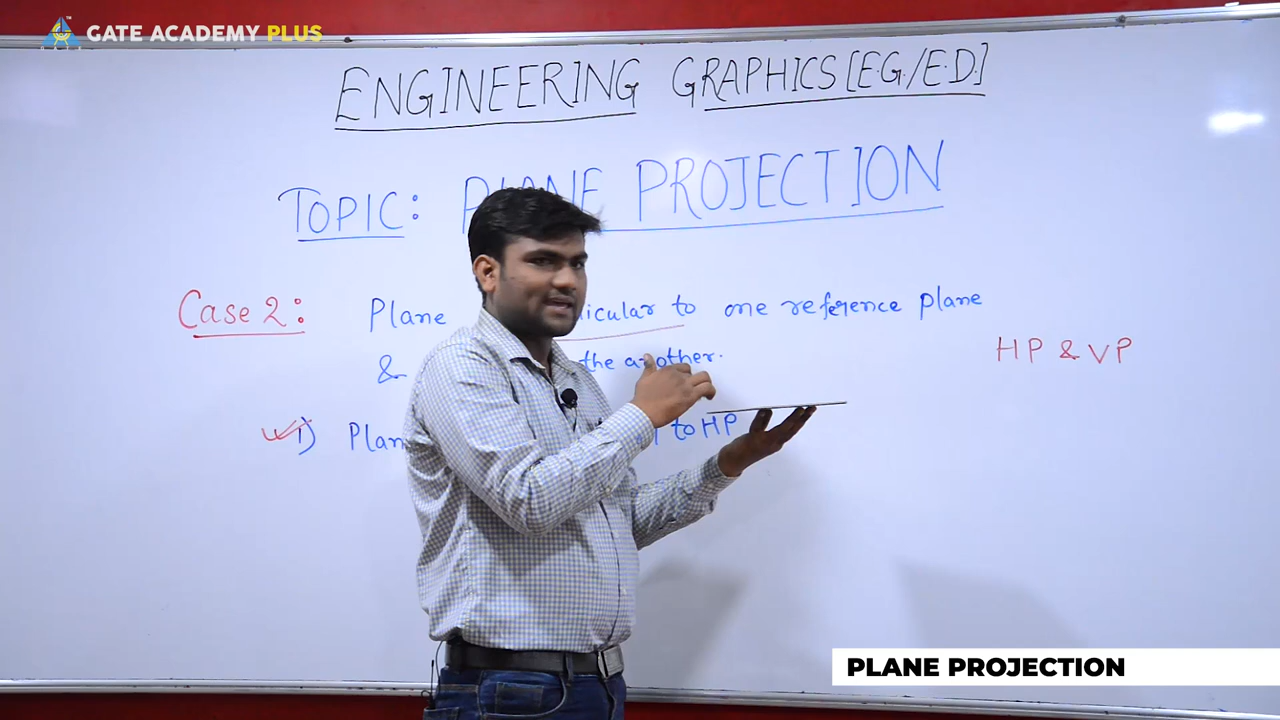 GATE ACADEMY PLUS
ENGINEERING GRAPHICS [E.G./E.D.]
TOPIC: PLANE PROJECTION
Case 2: Plane to one reference plane
& the another.
HP & VP
1) Plan to HP
PLANE PROJECTION